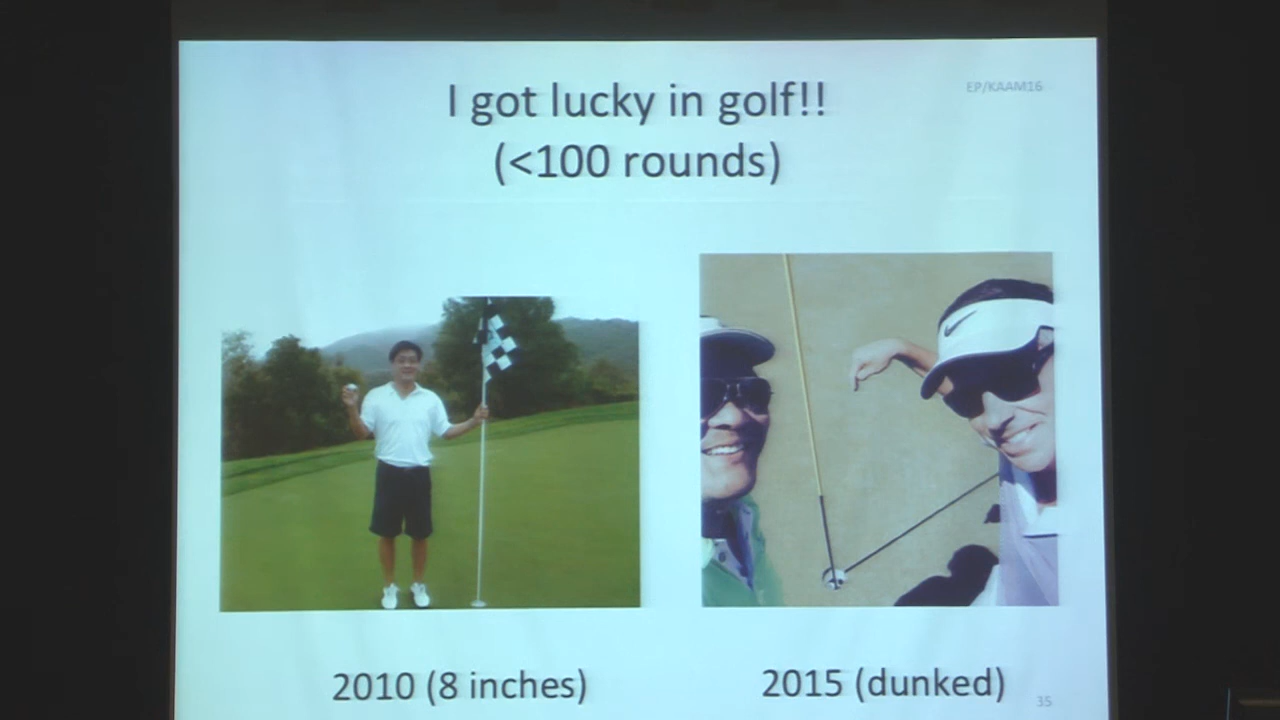 I got lucky in golf!!
EP/KAAM16
(<100 rounds)
2010 (8 inches)
2015 (dunked)
35